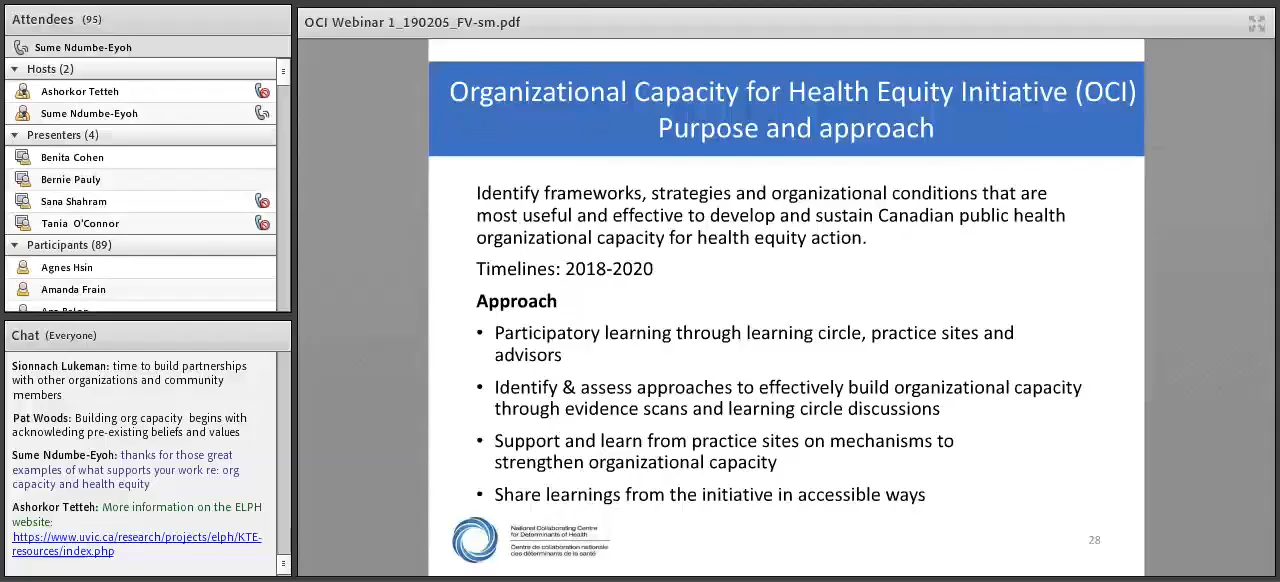 Attendees (95)
Sume Ndumbe-Eyoh
Hosts (2)
Ashorkor Tetteh
Sume Ndumbe-Eyoh
Presenters (4)
Benita Cohen
Bernie Pauly
Sana Shahram
Tania O'Connor
Participants (89)
Agnes Hsin
Amanda Frain
Chat (Everyone)
Sionnach Lukeman: time to build partnerships
with other organizations and community
members
Pat Woods: Building org capacity begins with
acknowleding pre-existing beliefs and values
Sume Ndumbe-Eyoh: thanks for those great
examples of what supports your work re: org
capacity and health equity
Ashorkor Tetteh: More information on the ELPH
website:
https://www.uvic.ca/research/projects/elph/KTE-
resources/index.php
OCI Webinar 1_190205_FV-sm.pdf
Organizational Capacity for Health Equity Initiative (OCI)
Purpose and approach
Identify frameworks, strategies and organizational conditions that are
most useful and effective to develop and sustain Canadian public health
organizational capacity for health equity action.
Timelines: 2018-2020
Approach
• Participatory learning through learning circle, practice sites and
advisors
• Identify & assess approaches to effectively build organizational capacity
through evidence scans and learning circle discussions
• Support and learn from practice sites on mechanisms to
strengthen organizational capacity
• Share learnings from the initiative in accessible ways
National Collaborating Centre
for Determinants of Health
Centre de collaboration nationale
des déterminants de la santé
28